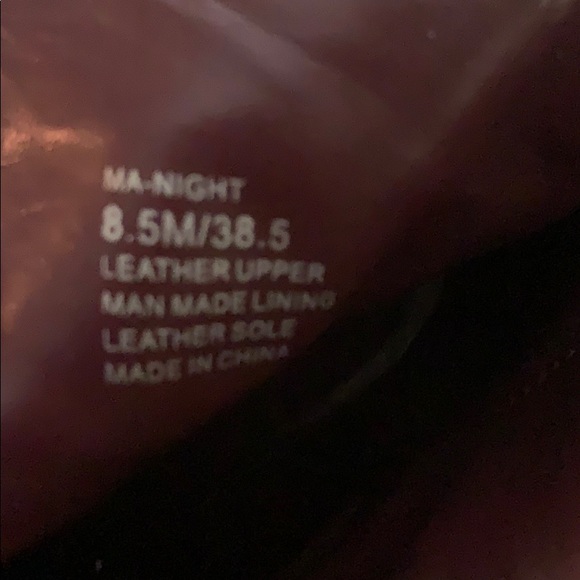 MA-NIGHT
8.5M/38.5
LEATHER UPPER
MAN MADE LINING
LEATHER SOLE
MADE IN CHINA